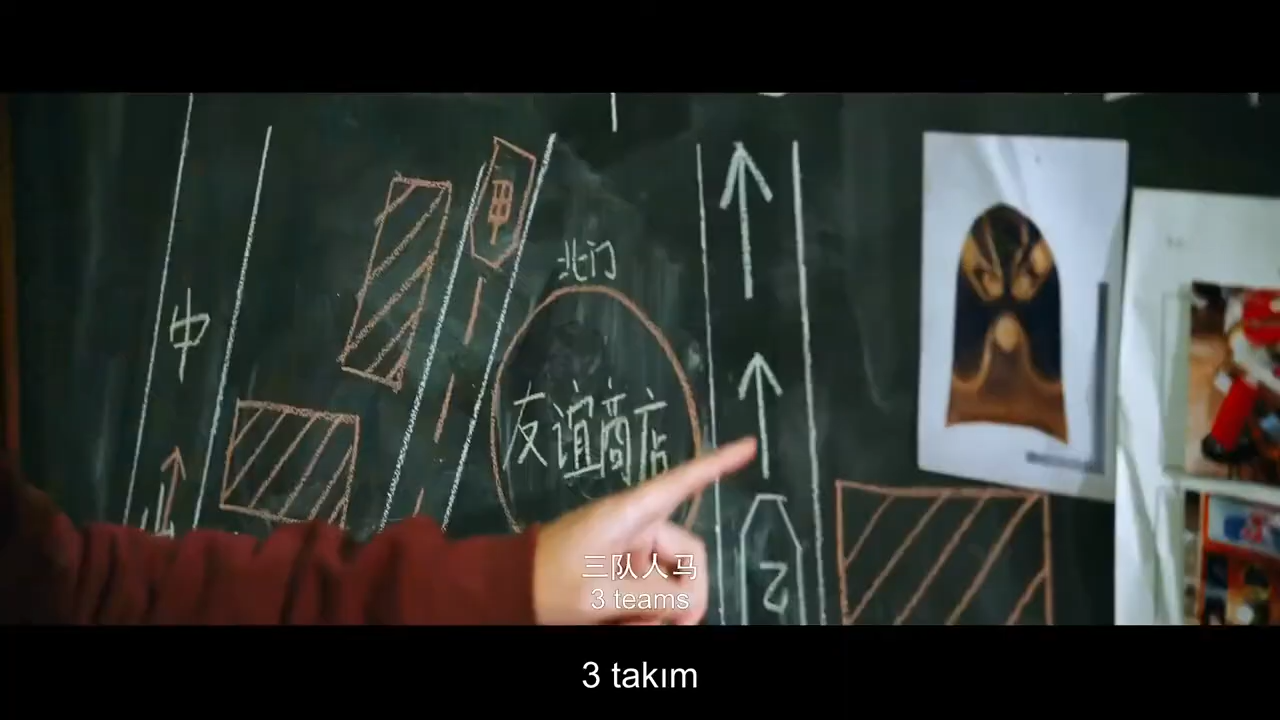 甲
北门
中
友谊商店
乙
三队人马
3 teams
3 takım